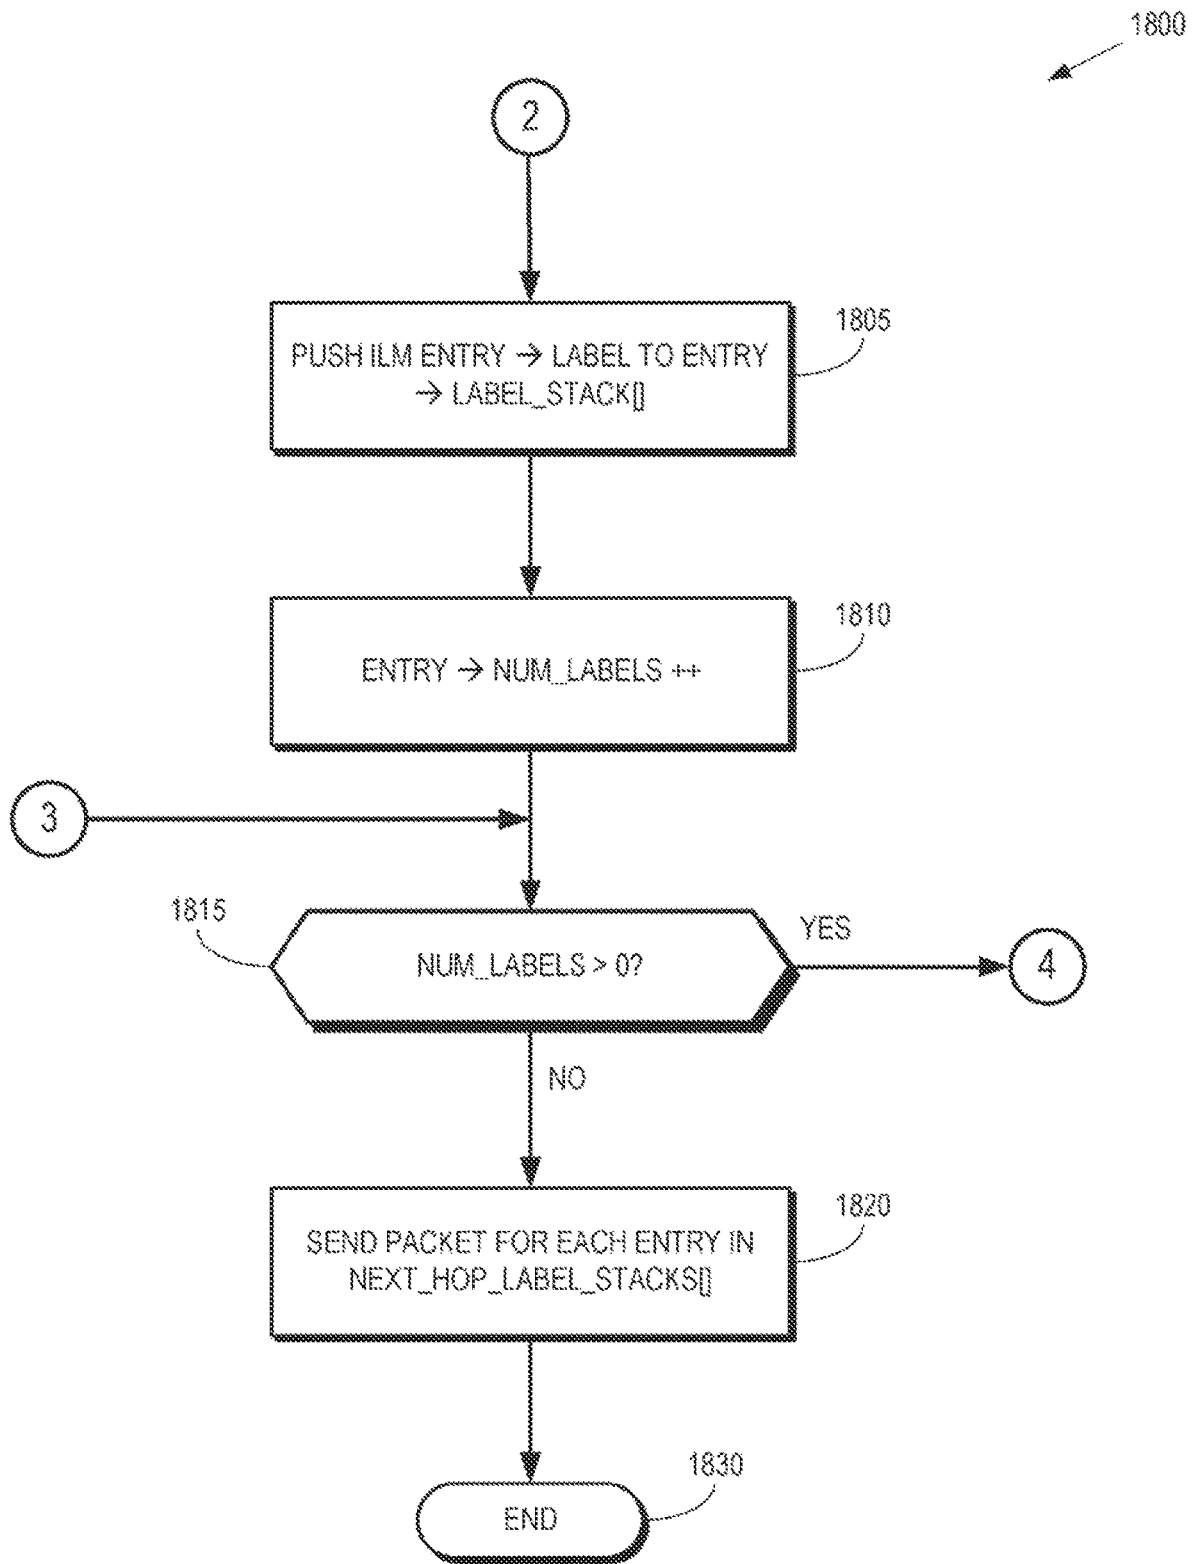 1800
2
1805
PUSH ILM ENTRY → LABEL TO ENTRY
→ LABEL_STACK[]
1810
ENTRY → NUM_LABELS ++
3
1815
NUM_LABELS > 0?
YES
4
NO
1820
SEND PACKET FOR EACH ENTRY IN
NEXT_HOP_LABEL_STACKS[]
1830
END